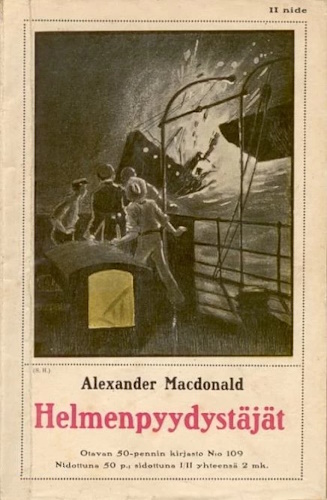 II nide
(S. H.)
Alexander Macdonald
Helmenpyydystäjät
Otavan 50-pennin kirjasto N:o 109
Nidottuna 50 p.; sidottuna I/II yhteensä 2 mk.